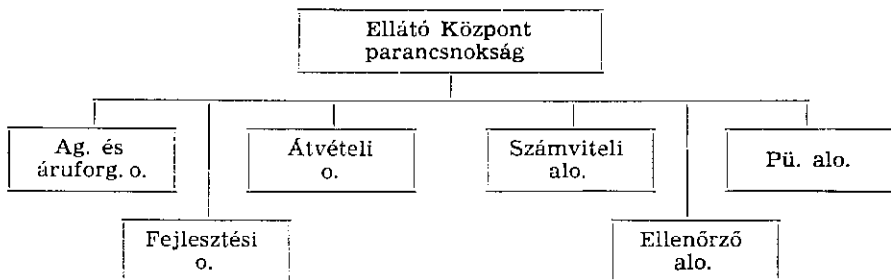 Ellátó Központ
parancsnokság
Ag. és
áruforg. o.
Átvételi
o.
Számviteli
alo.
Pü. alo.
Fejlesztési
o.
Ellenőrző
alo.